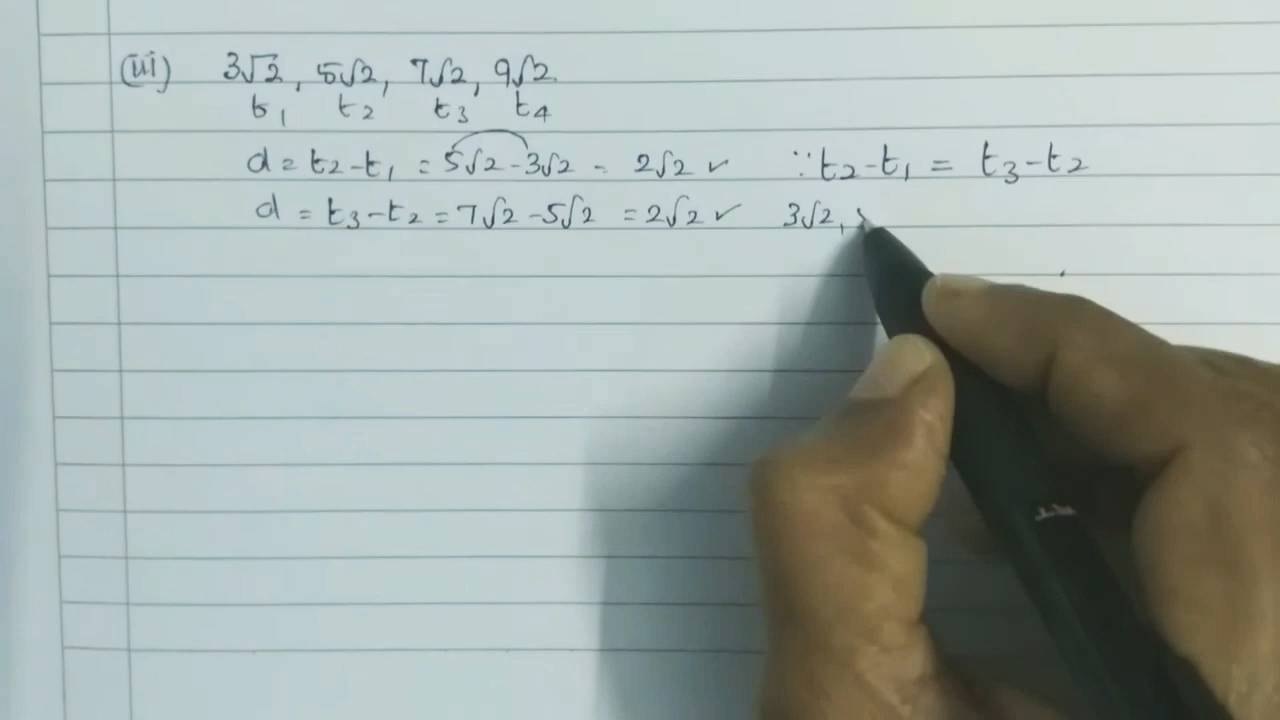 (iii) 3√2, 5√2, 7√2, 9√2.
t1 t2 t3 t4
d = t2-t1 = 5√2 - 3√2 = 2√2 ✓ ∵ t2-t1 = t3-t2
d = t3-t2 = 7√2 - 5√2 = 2√2 ✓ 3√2,